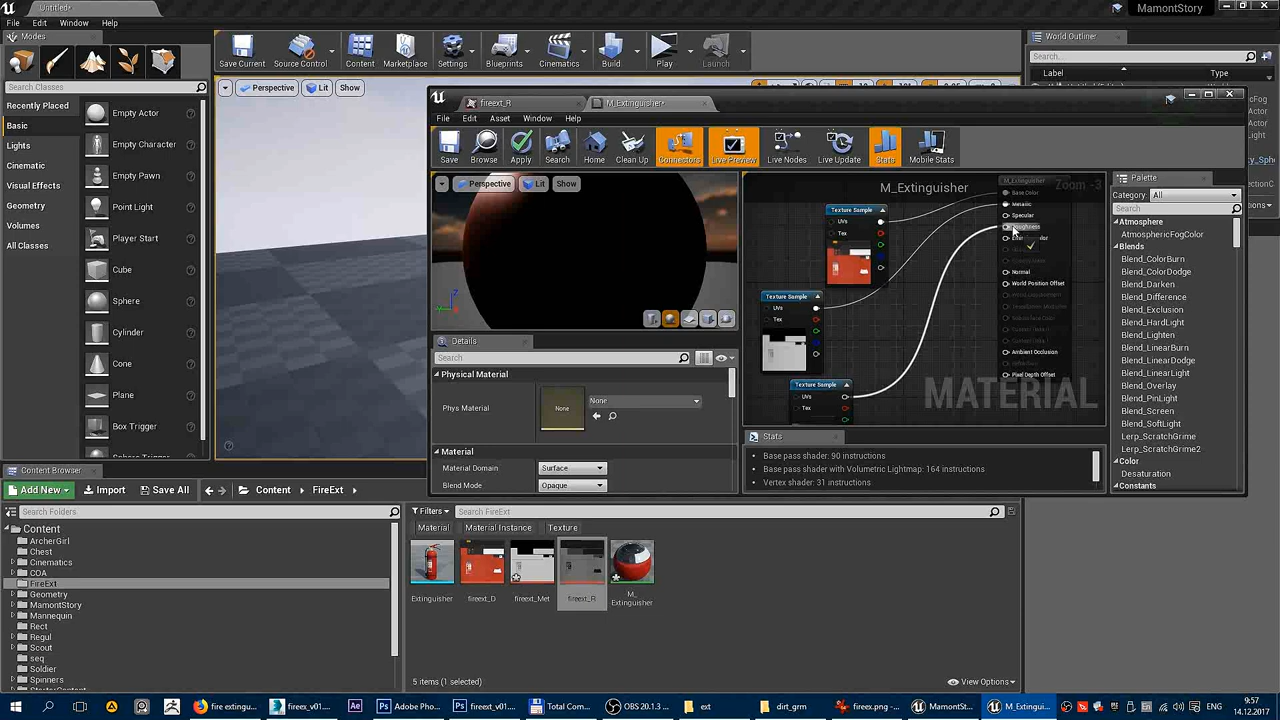 Untitled*
MamontStory
File Edit Window Help
Modes
Search Classes
Recently Placed
Basic
Lights
Cinematic
Visual Effects
Geometry
Volumes
All Classes
Empty Actor
Empty Character
Empty Pawn
Point Light
Player Start
Cube
Sphere
Cylinder
Cone
Plane
Box Trigger
Save Current
Source Control
Content
Marketplace
Settings
Blueprints
Cinematics
Build
Play
Launch
Perspective Lit Show
World Outliner
Search...
Label Type
fireext_R
M_Extinguisher*
File Edit Asset Window Help
Save
Browse
Apply
Search
Home
Clean Up
Connectors
Live Preview
Live Nodes
Live Update
Stats
Mobile Stats
Perspective Lit Show
Details
Search
Physical Material
Phys Material
None
None
Material
Material Domain
Surface
Blend Mode
Opaque
M_Extinguisher
Zoom -3
Texture Sample
UVs
Tex
Texture Sample
UVs
Tex
Texture Sample
UVs
Tex
M_Extinguisher
Base Color
Metallic
Specular
Roughness
Normal
World Position Offset
Ambient Occlusion
Pixel Depth Offset
MATERIAL
Stats
Base pass shader: 90 instructions
Base pass shader with Volumetric Lightmap: 164 instructions
Vertex shader: 31 instructions
Palette
Category: All
Search
Atmosphere
AtmosphericFogColor
Blends
Blend_ColorBurn
Blend_ColorDodge
Blend_Darken
Blend_Difference
Blend_Exclusion
Blend_HardLight
Blend_Lighten
Blend_LinearBurn
Blend_LinearDodge
Blend_LinearLight
Blend_Overlay
Blend_PinLight
Blend_Screen
Blend_SoftLight
Lerp_ScratchGrime
Lerp_ScratchGrime2
Color
Desaturation
Constants
Content Browser
Add New Import Save All Content FireExt
Search Folders
Content
ArcherGirl
Chest
Cinematics
COA
FireExt
Geometry
MamontStory
Mannequin
Rect
Regul
Scout
seq
Soldier
Spinners
Filters
Search FireExt
Material Material Instance Texture
Extinguisher
fireext_D
fireext_Met
fireext_R
M_
Extinguisher
5 items (1 selected)
View Options
fire extingu...
fireex_v01...
Adobe Pho...
fireext_v01...
Total Com...
OBS 20.1.3 ...
ext
dirt_grm
fireex.png -...
MamontSt...
M_Extingui...
ENG
9:57
14.12.2017